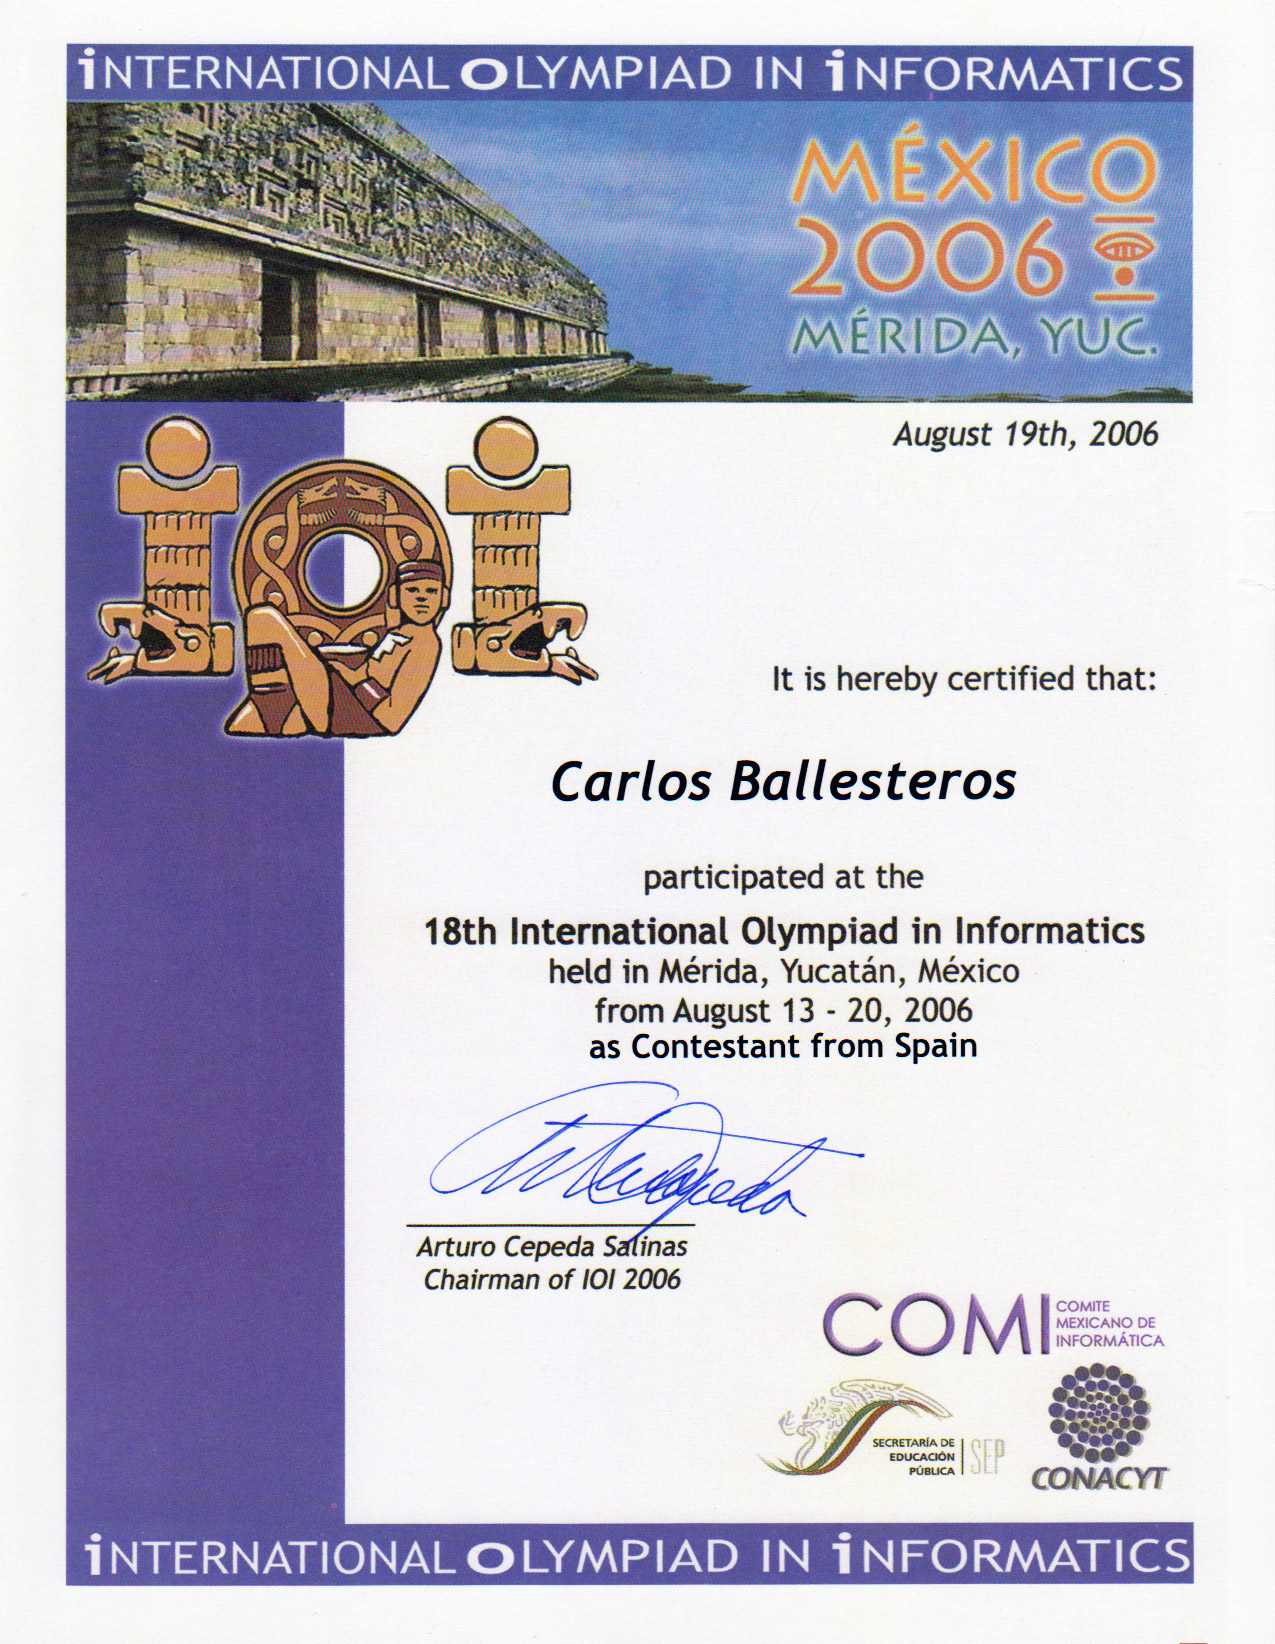 iNTERNATIONAL OLYMPIAD IN iNFORMATICS
MÉXICO
2006
MÉRIDA, YUC.
August 19th, 2006
iOi
It is hereby certified that:
Carlos Ballesteros
participated at the
18th International Olympiad in Informatics
held in Mérida, Yucatán, México
from August 13 - 20, 2006
as Contestant from Spain
Arturo Cepeda Salinas
Chairman of IOI 2006
COMI
COMITE
MEXICANO DE
INFORMÁTICA
SECRETARÍA DE
EDUCACIÓN
PÚBLICA
SEP
CONACYT
iNTERNATIONAL OLYMPIAD IN iNFORMATICS